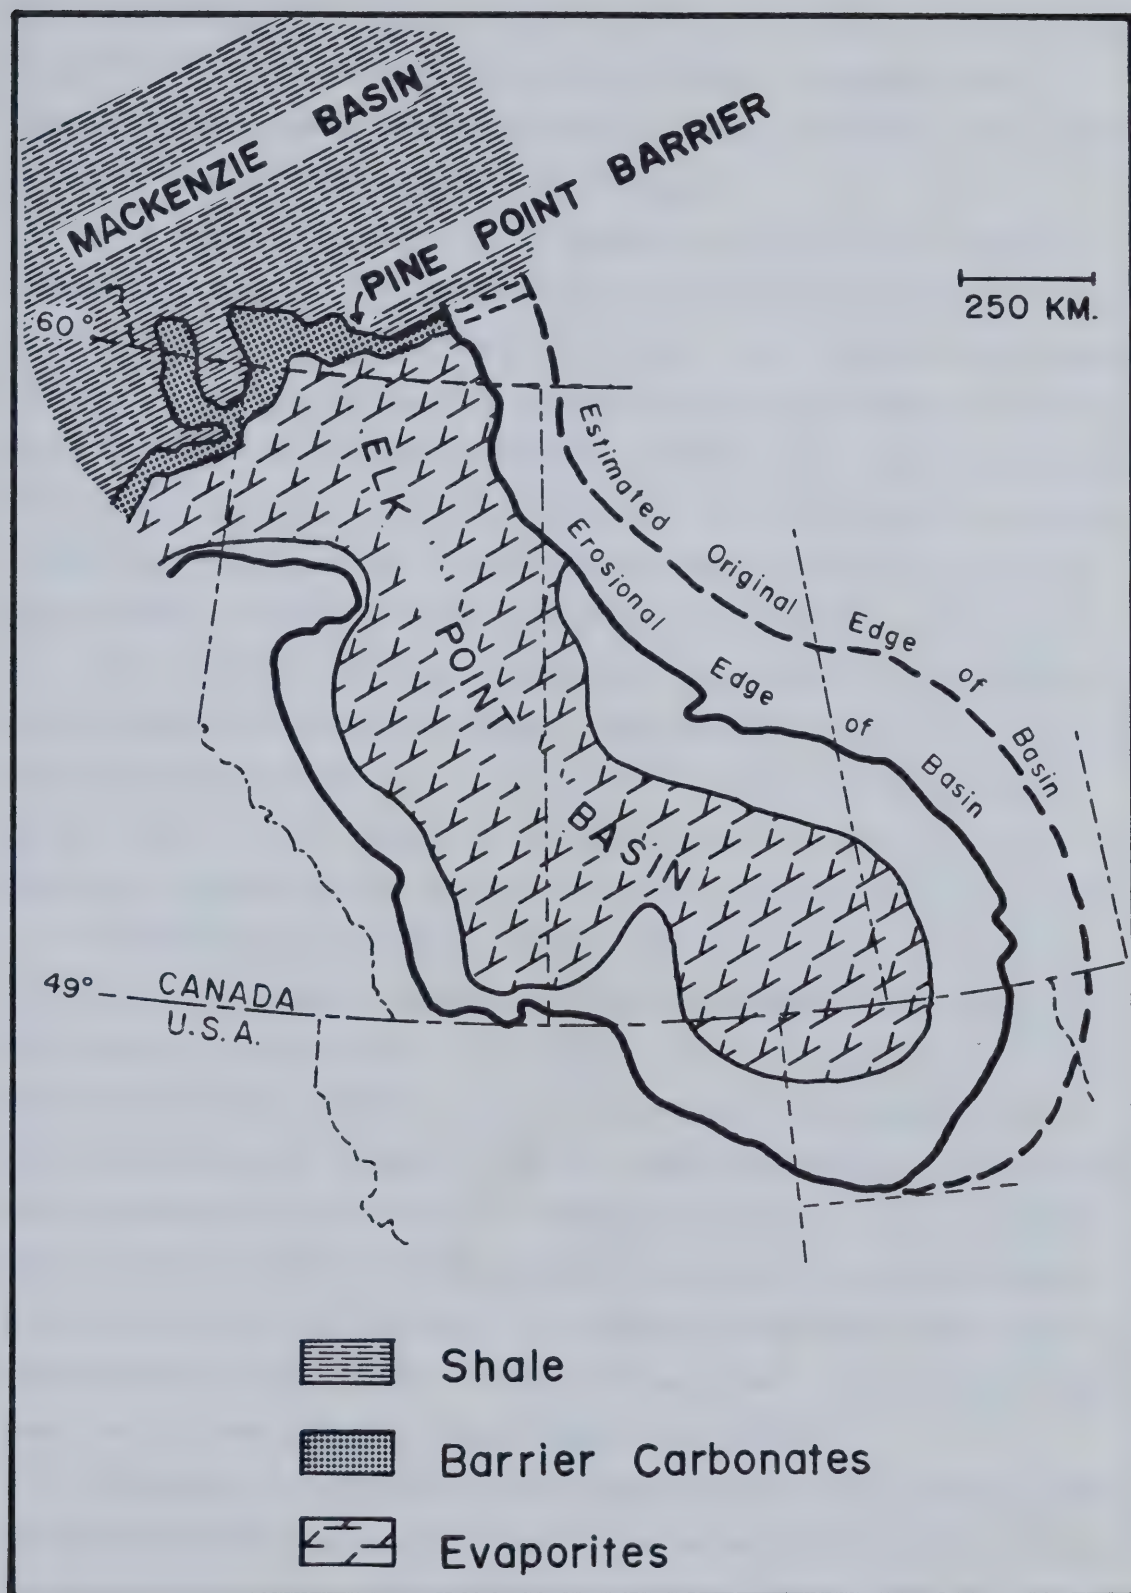 MACKENZIE BASIN
PINE POINT BARRIER
60°
250 KM.
ELK POINT BASIN
Estimated Original Edge of Basin
Erosional Edge of Basin
49°
CANADA
U.S.A.
Shale
Barrier Carbonates
Evaporites